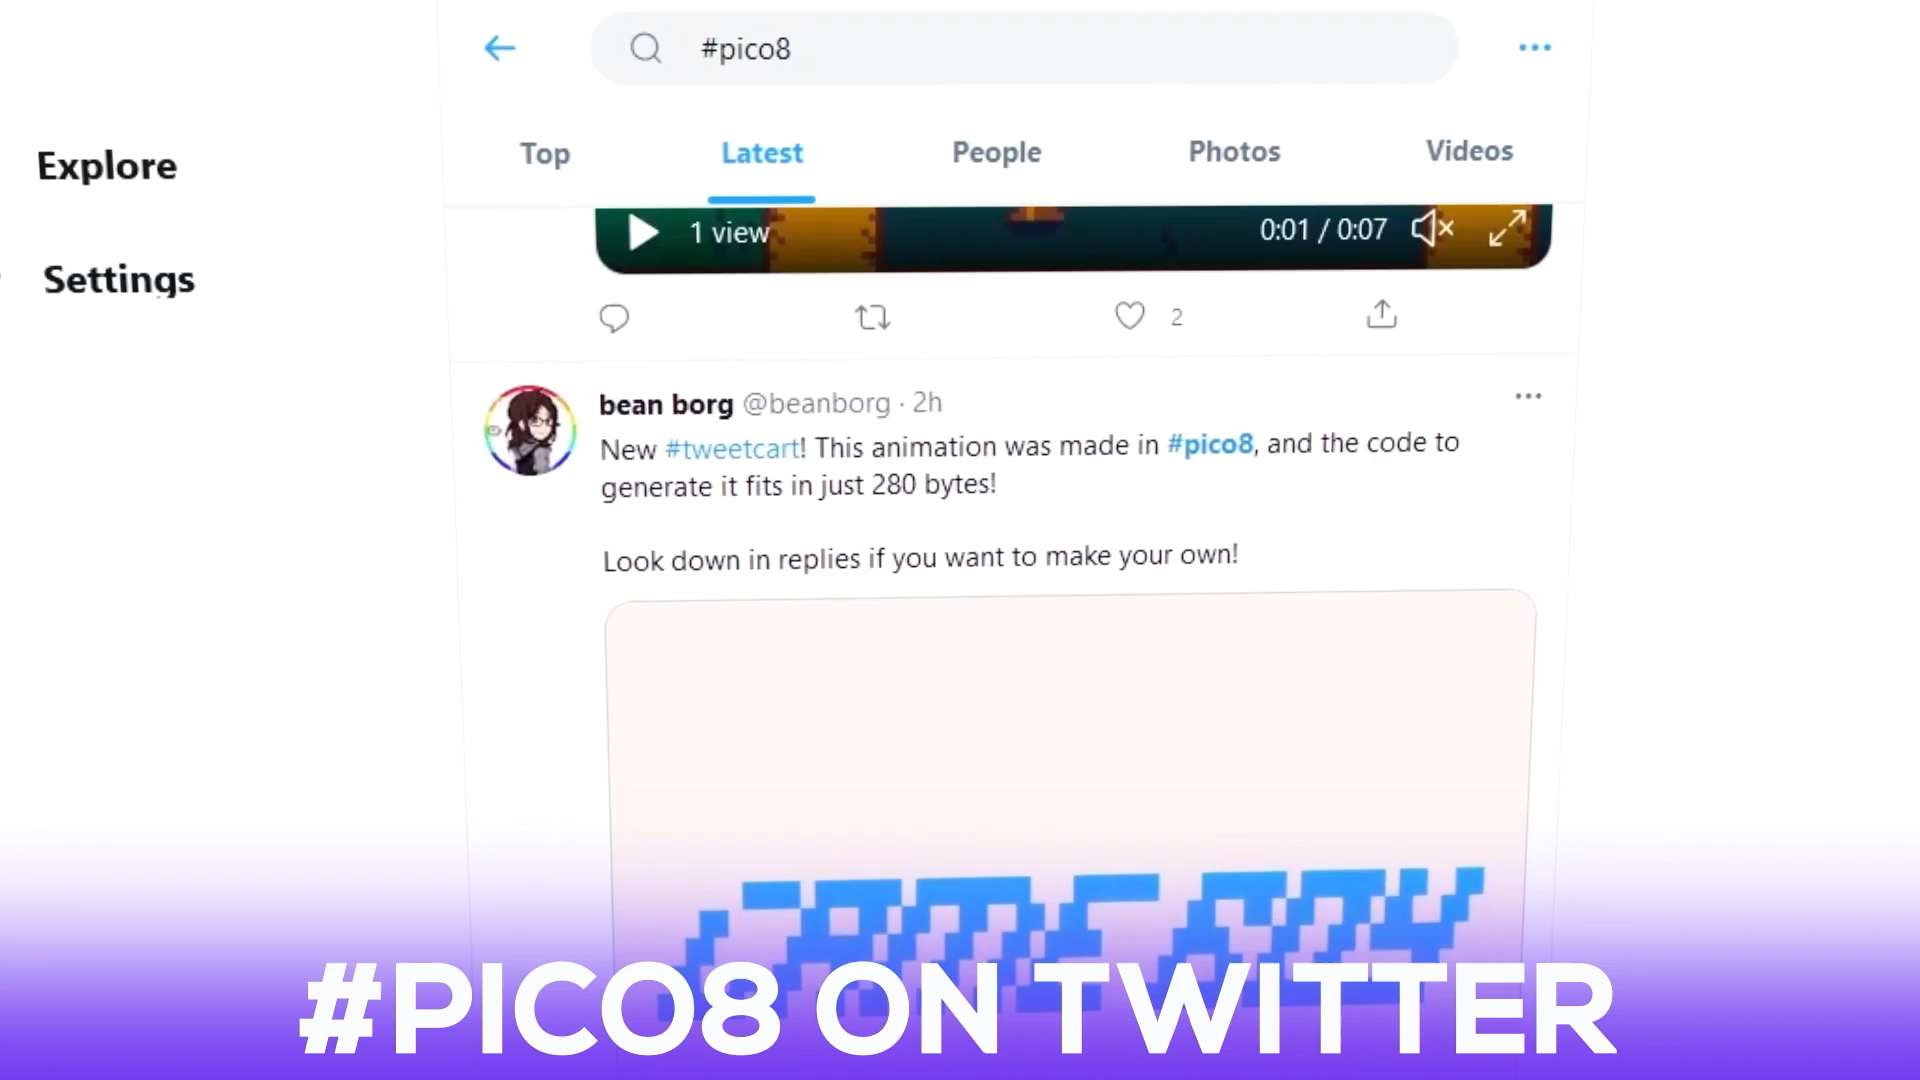 #pico8
Explore
Settings
Top Latest People Photos Videos
1 view 0:01 / 0:07
2
bean borg @beanborg · 2h
New #tweetcart! This animation was made in #pico8, and the code to
generate it fits in just 280 bytes!
Look down in replies if you want to make your own!
GAME BOY
#PICO8 ON TWITTER